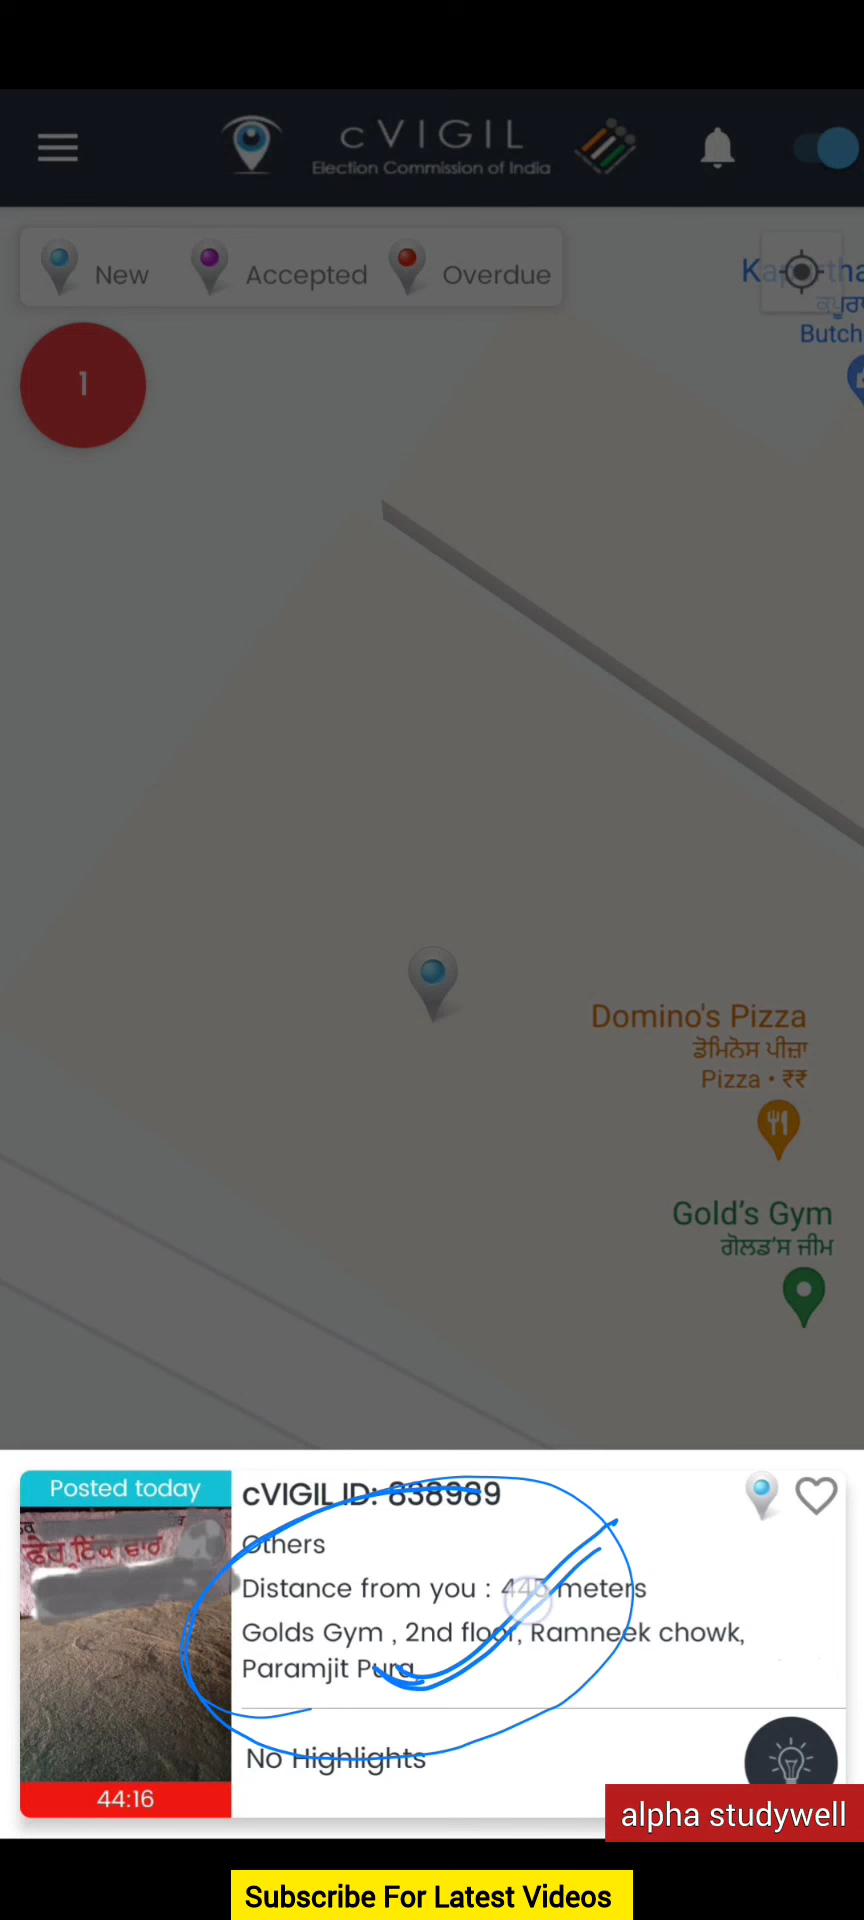 cVIGIL
Election Commission of India
New
Accepted
Overdue
1
ਕਪੂਰ
Butch
Domino's Pizza
ਡੋਮਿਨੋਸ ਪੀਜ਼ਾ
Pizza • ₹₹
Gold's Gym
ਗੋਲਡ'ਸ ਜੀਮ
Posted today
ਫੇਰ ਇੱਕ ਵਾਰ
44:16
cVIGIL ID: 838989
Others
Distance from you : 445 meters
Golds Gym , 2nd floor, Ramneek chowk,
Paramjit Pura,
No Highlights
alpha studywell
Subscribe For Latest Videos